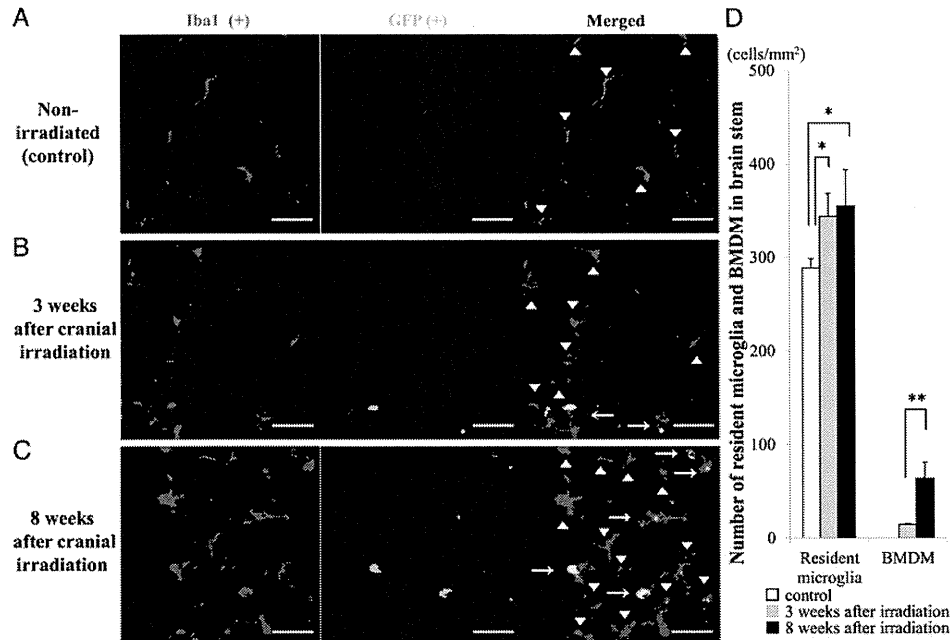 A
Iba1 (+)
GFP (+)
Merged
Non-
irradiated
(control)
B
3 weeks
after cranial
irradiation
C
8 weeks
after cranial
irradiation
D
(cells/mm²)
Number of resident microglia and BMDM in brain stem
500
400
300
200
100
0
*
*
**
Resident
microglia
BMDM
control
3 weeks after irradiation
8 weeks after irradiation